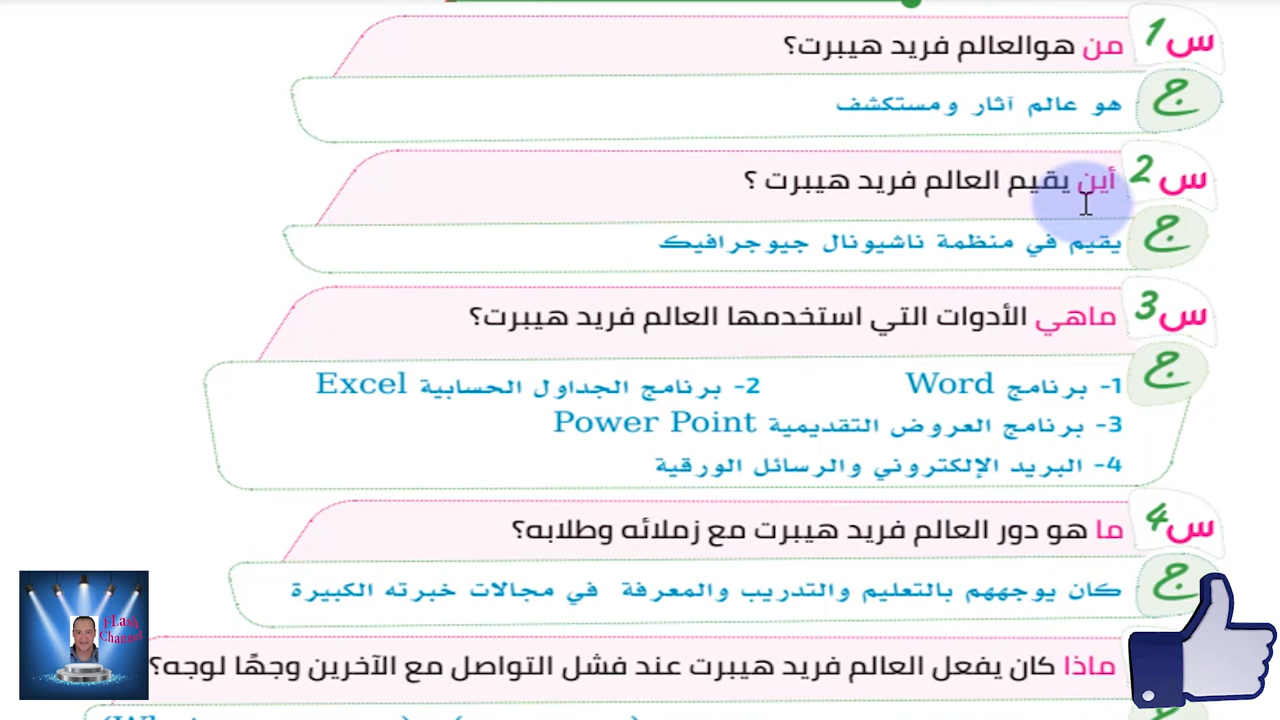 س1 من هوالعالم فريد هيبرت؟
ج هو عالم آثار ومستكشف
س2 أين يقيم العالم فريد هيبرت ؟
ج يقيم في منظمة ناشيونال جيوجرافيك
س3 ماهي الأدوات التي استخدمها العالم فريد هيبرت؟
ج 1- برنامج Word 2- برنامج الجداول الحسابية Excel
3- برنامج العروض التقديمية Power Point
4- البريد الإلكتروني والرسائل الورقية
س4 ما هو دور العالم فريد هيبرت مع زملائه وطلابه؟
ج كان يوجههم بالتعليم والتدريب والمعرفة في مجالات خبرته الكبيرة
ماذا كان يفعل العالم فريد هيبرت عند فشل التواصل مع الآخرين وجهًا لوجه؟
fLash
Channel